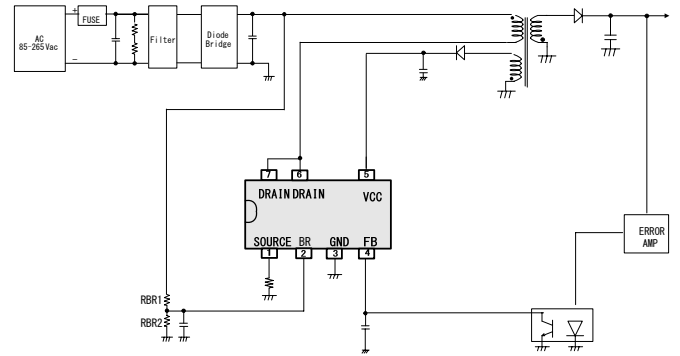 AC
85-265Vac
+
-
FUSE
Filter
Diode
Bridge
7
6
5
DRAIN DRAIN
VCC
SOURCE BR GND FB
1
2
3
4
RBR1
RBR2
ERROR
AMP